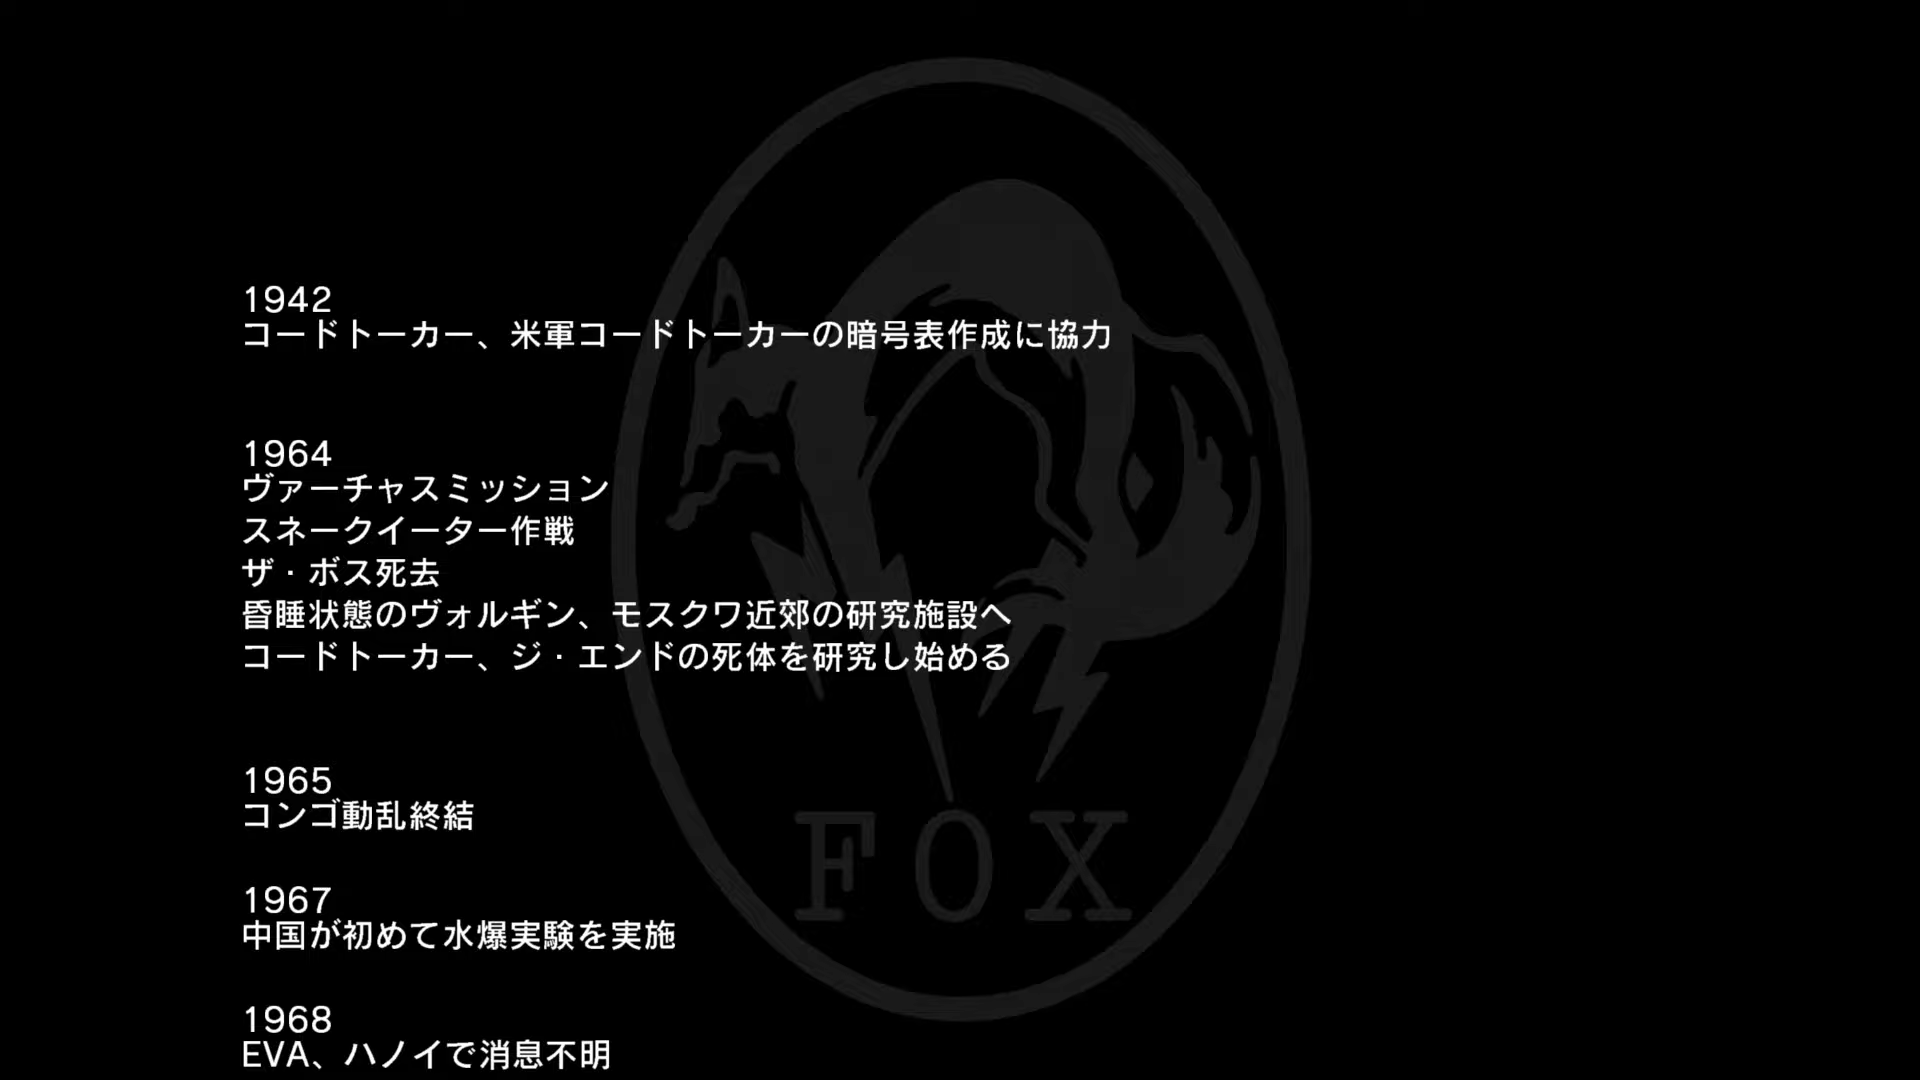 1942
コードトーカー、米軍コードトーカーの暗号表作成に協力
1964
ヴァーチャスミッション
スネークイーター作戦
ザ・ボス死去
昏睡状態のヴォルギン、モスクワ近郊の研究施設へ
コードトーカー、ジ・エンドの死体を研究し始める
1965
コンゴ動乱終結
1967
中国が初めて水爆実験を実施
1968
EVA、ハノイで消息不明
FOX